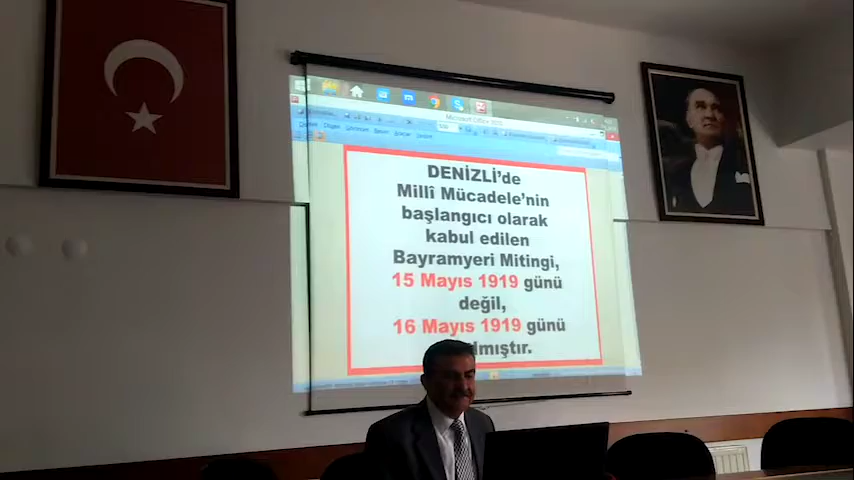 DENİZLİ'de
Millî Mücadele'nin
başlangıcı olarak
kabul edilen
Bayramyeri Mitingi,
15 Mayıs 1919 günü
değil,
16 Mayıs 1919 günü